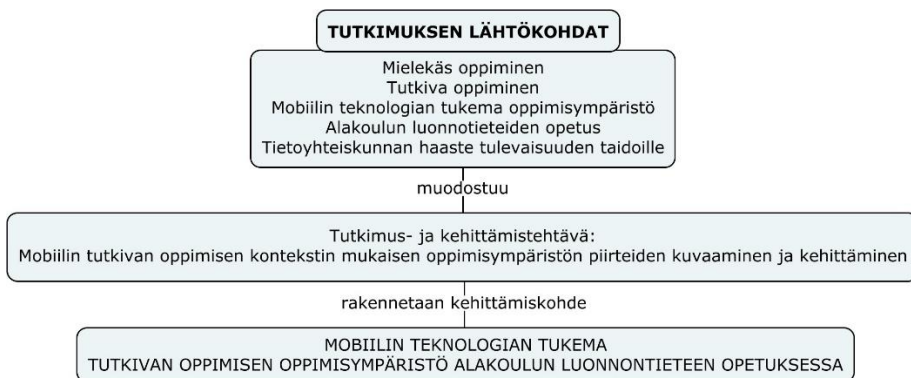 TUTKIMUKSEN LÄHTÖKOHDAT
Mielekäs oppiminen
Tutkiva oppiminen
Mobiilin teknologian tukema oppimisympäristö
Alakoulun luonnotieteiden opetus
Tietoyhteiskunnan haaste tulevaisuuden taidoille
muodostuu
Tutkimus- ja kehittämistehtävä:
Mobiilin tutkivan oppimisen kontekstin mukaisen oppimisympäristön piirteiden kuvaaminen ja kehittäminen
rakennetaan kehittämiskohde
MOBIILIN TEKNOLOGIAN TUKEMA
TUTKIVAN OPPIMISEN OPPIMISYMPÄRISTÖ ALAKOULUN LUONNONTIETEEN OPETUKSESSA